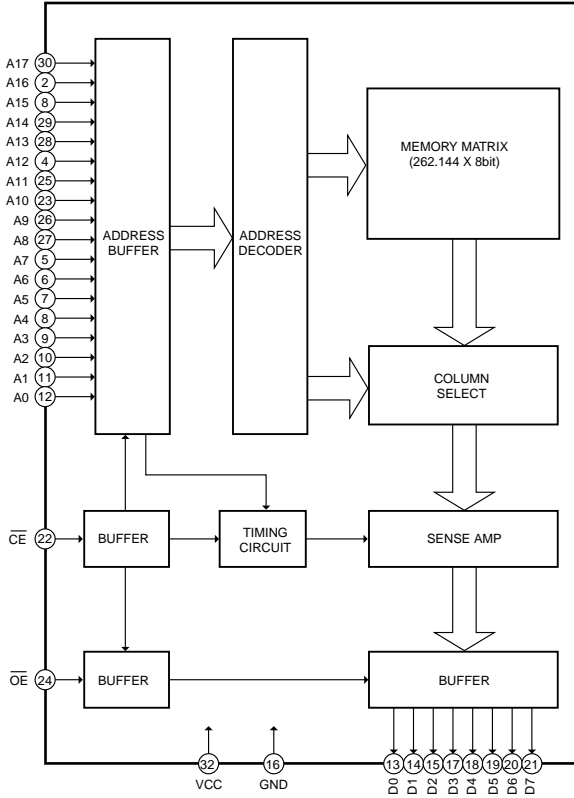 A17 30
A16 2
A15 8
A14 29
A13 28
A12 4
A11 25
A10 23
A9 26
A8 27
A7 5
A6 6
A5 7
A4 8
A3 9
A2 10
A1 11
A0 12
ADDRESS
BUFFER
ADDRESS
DECODER
MEMORY MATRIX
(262.144 X 8bit)
COLUMN
SELECT
CE 22
BUFFER
TIMING
CIRCUIT
SENSE AMP
OE 24
BUFFER
BUFFER
32
VCC
16
GND
13 14 15 17 18 19 20 21
D0 D1 D2 D3 D4 D5 D6 D7